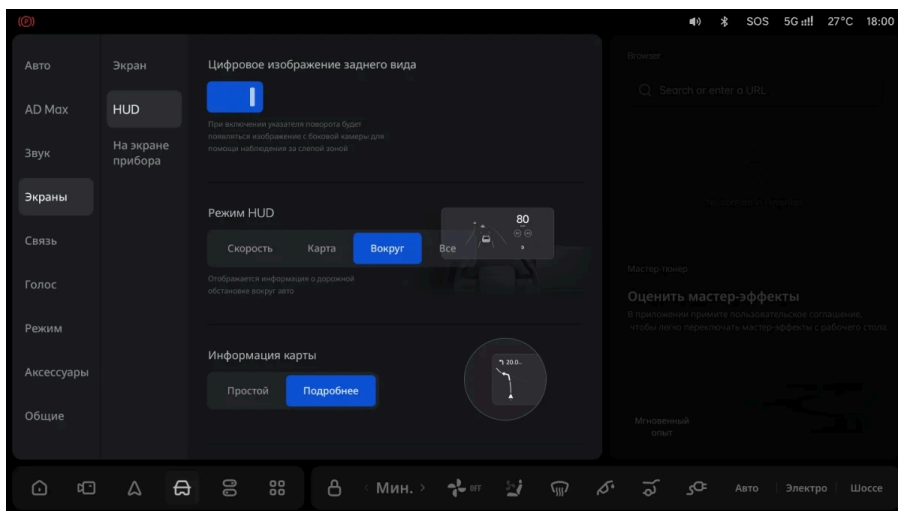 (P) SOS 5G 27°C 18:00
Авто
AD Max
Звук
Экраны
Связь
Голос
Режим
Аксессуары
Общие
Экран
HUD
На экране
прибора
Цифровое изображение заднего вида
При включении указателя поворота будет
появляться изображение с боковой камеры для
помощи наблюдения за слепой зоной
Режим HUD
Скорость Карта Вокруг Все
80
Отображается информация о дорожной
обстановке вокруг авто
Информация карты
Простой Подробнее
20.0
Browser
Search or enter a URL
Мастер-тюнер
Оценить мастер-эффекты
В приложении примите пользовательское соглашение,
чтобы легко переключать мастер-эффекты с рабочего стола.
Мгновенный
опыт
< Мин. > OFF Авто Электро Шоссе